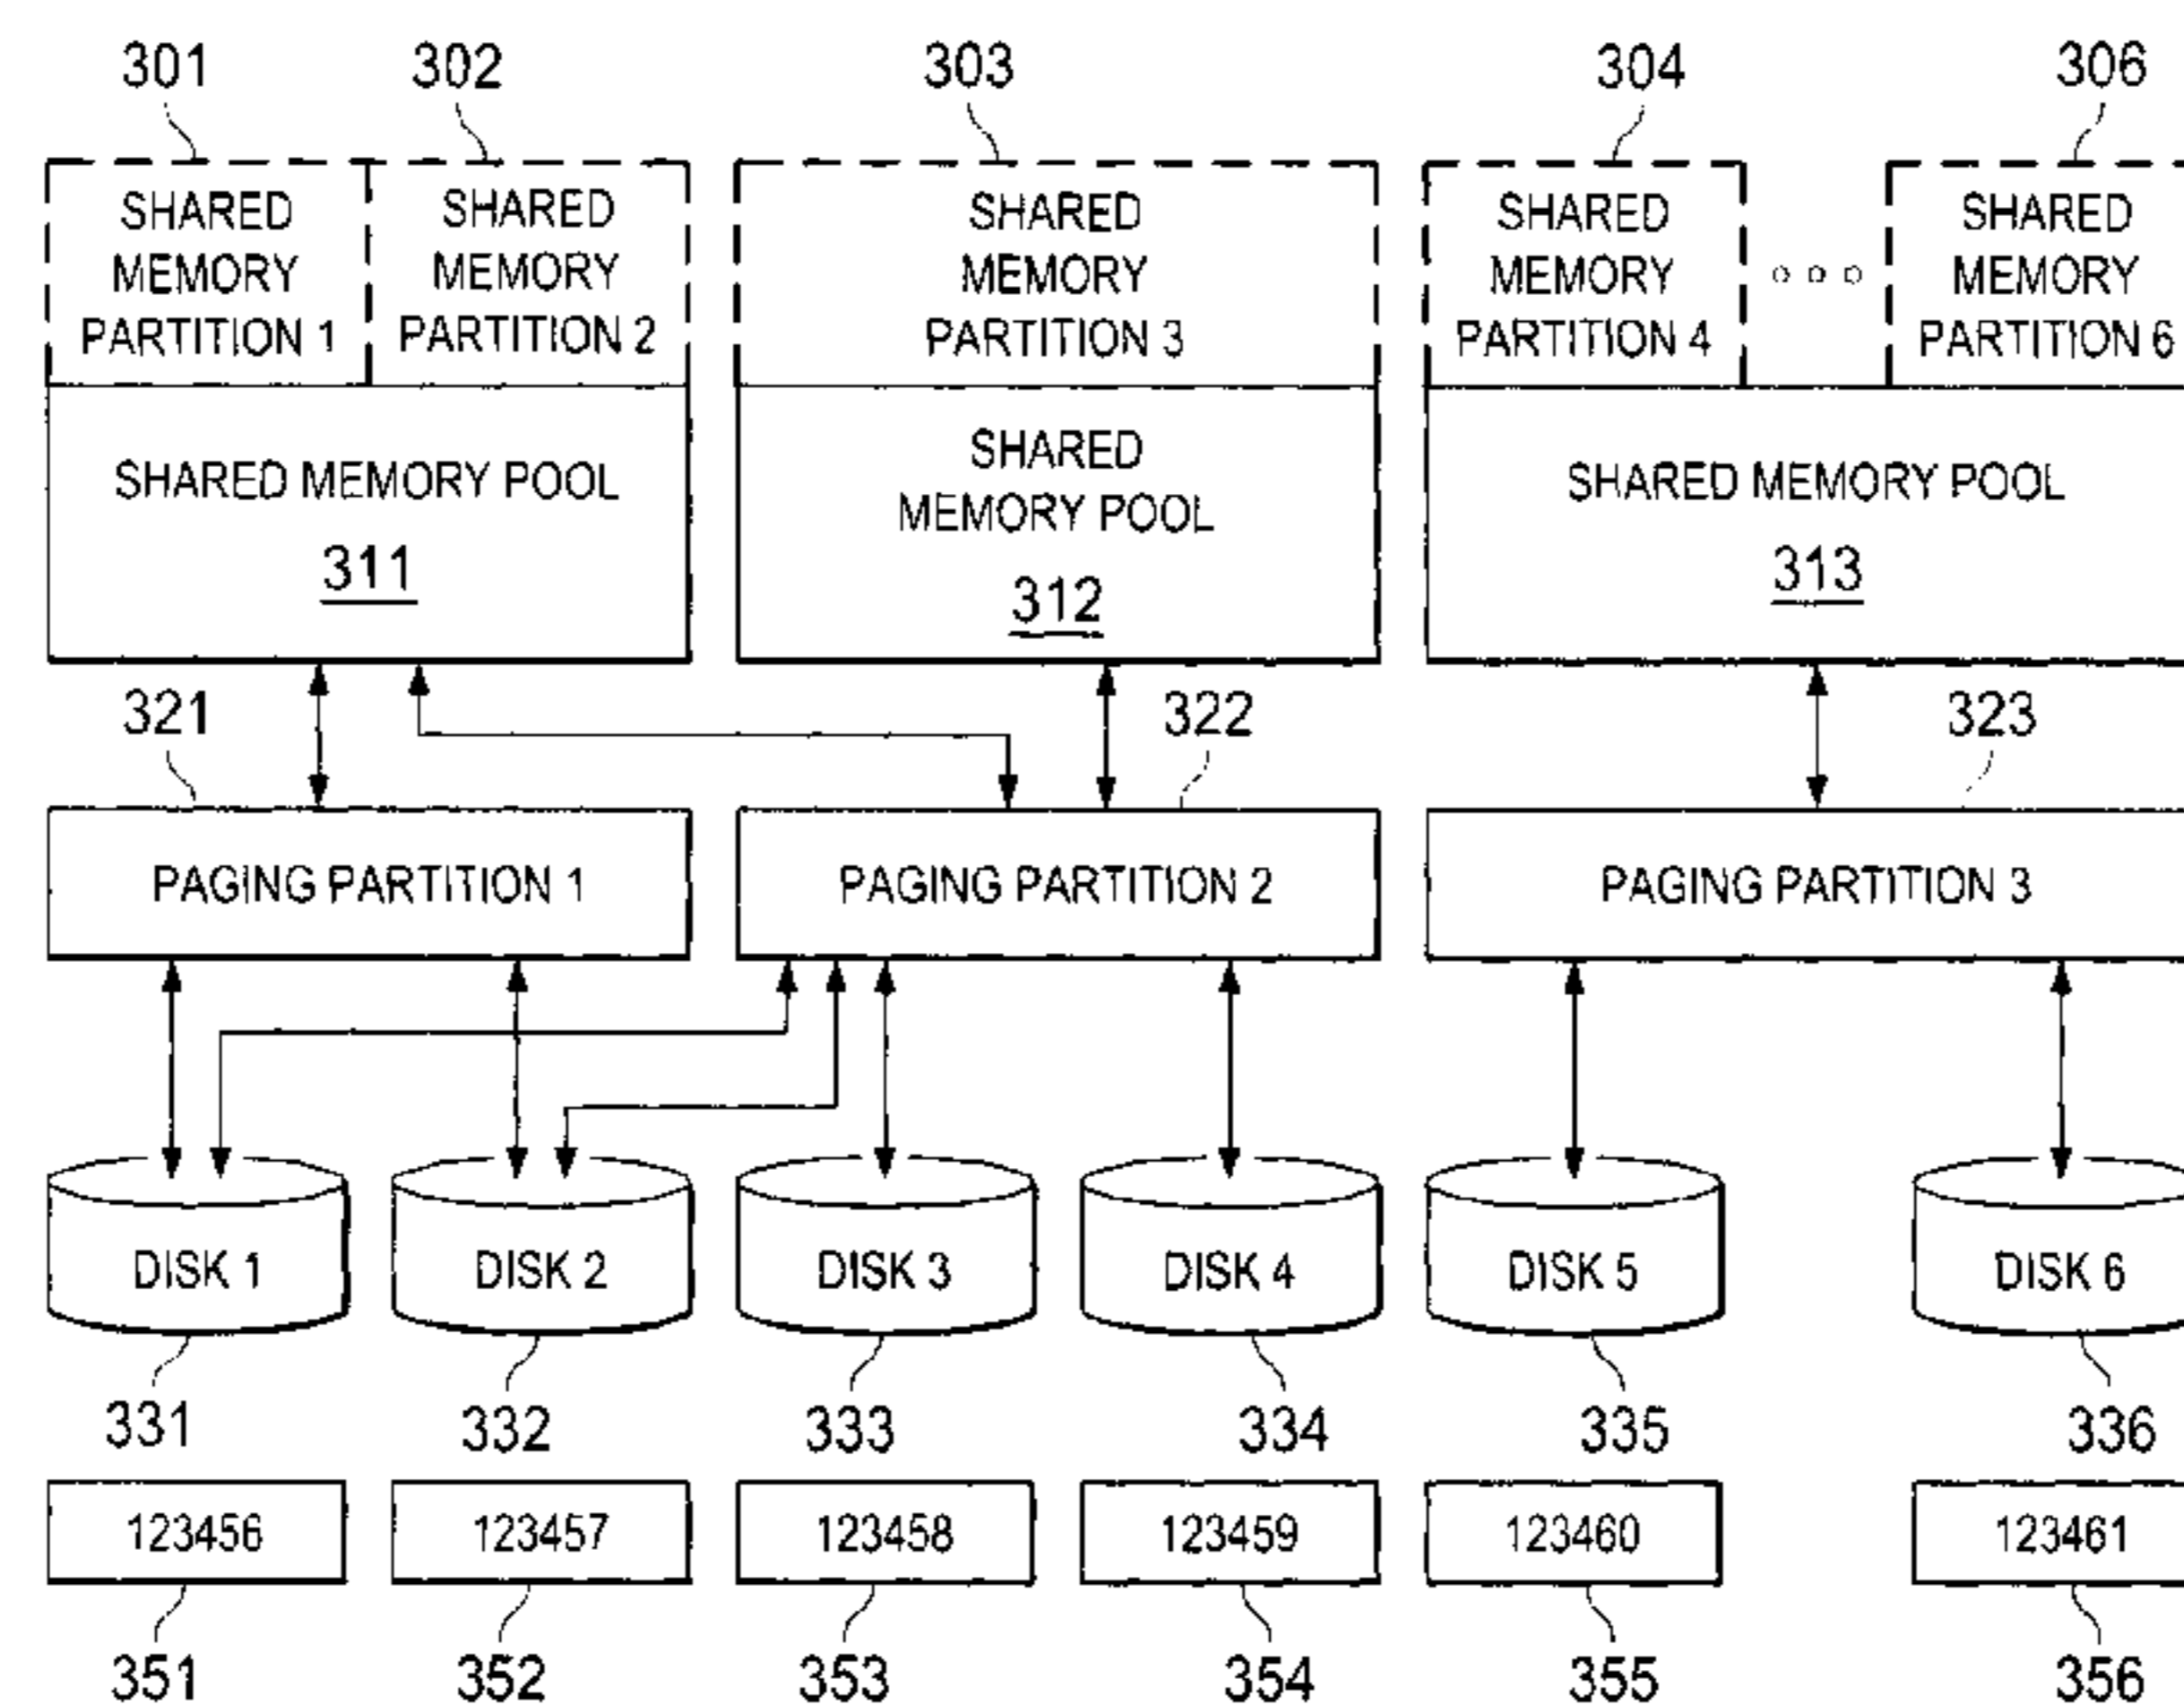 301
302
303
304
306
SHARED
MEMORY
PARTITION 1
SHARED
MEMORY
PARTITION 2
SHARED
MEMORY
PARTITION 3
SHARED
MEMORY
PARTITION 4
SHARED
MEMORY
PARTITION 6
SHARED MEMORY POOL
311
SHARED
MEMORY POOL
312
SHARED MEMORY POOL
313
321
322
323
PAGING PARTITION 1
PAGING PARTITION 2
PAGING PARTITION 3
DISK 1
DISK 2
DISK 3
DISK 4
DISK 5
DISK 6
331
332
333
334
335
336
123456
123457
123458
123459
123460
123461
351
352
353
354
355
356